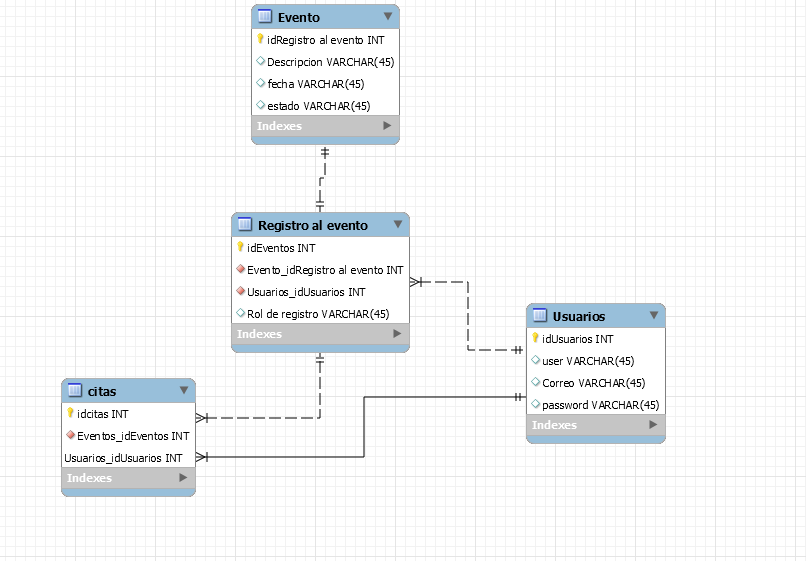 Evento
idRegistro al evento INT
Descripcion VARCHAR(45)
fecha VARCHAR(45)
estado VARCHAR(45)
Indexes
Registro al evento
idEventos INT
Evento_idRegistro al evento INT
Usuarios_idUsuarios INT
Rol de registro VARCHAR(45)
Indexes
Usuarios
idUsuarios INT
user VARCHAR(45)
Correo VARCHAR(45)
password VARCHAR(45)
Indexes
citas
idcitas INT
Eventos_idEventos INT
Usuarios_idUsuarios INT
Indexes